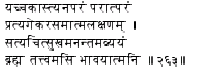 यच्चकास्त्यनपरं परात्परं
प्रत्यगेकरसमात्मलक्षणम् ।
सत्यचित्सुखमनन्तमव्ययं
ब्रह्म तत्त्वमसि भावयात्मनि ॥ २६३॥